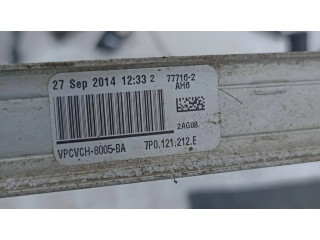 27 Sep 2014 12:33 2
77716-2
AH6
2AG0B
VPCVCH-8005-BA
7P0.121.212.E